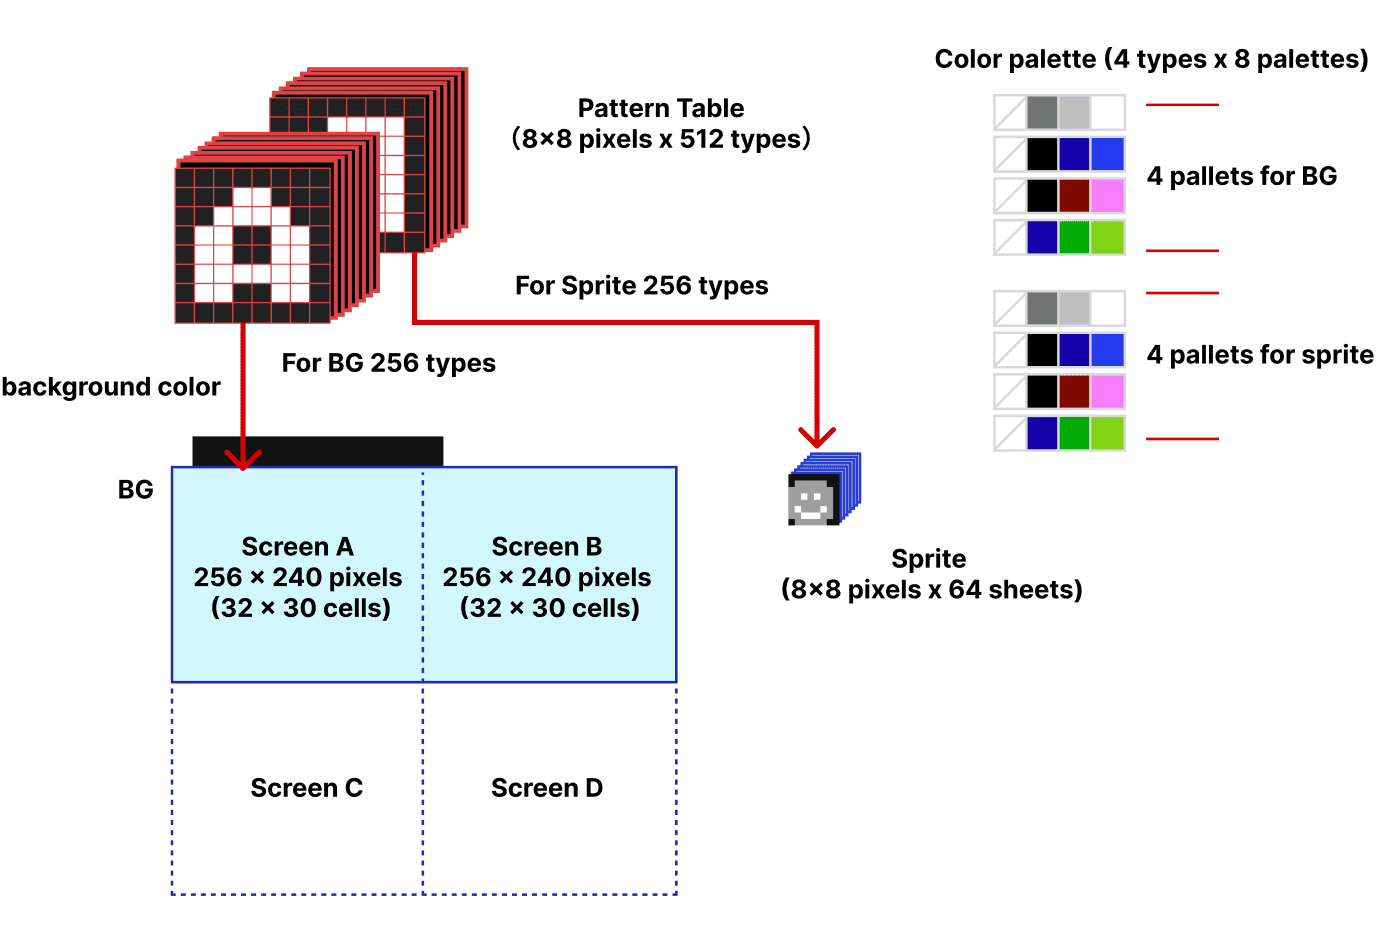 Color palette (4 types x 8 palettes)
Pattern Table
（8×8 pixels x 512 types）
4 pallets for BG
For Sprite 256 types
4 pallets for sprite
For BG 256 types
background color
BG
Screen A
256 × 240 pixels
(32 × 30 cells)
Screen B
256 × 240 pixels
(32 × 30 cells)
Sprite
(8×8 pixels x 64 sheets)
Screen C
Screen D